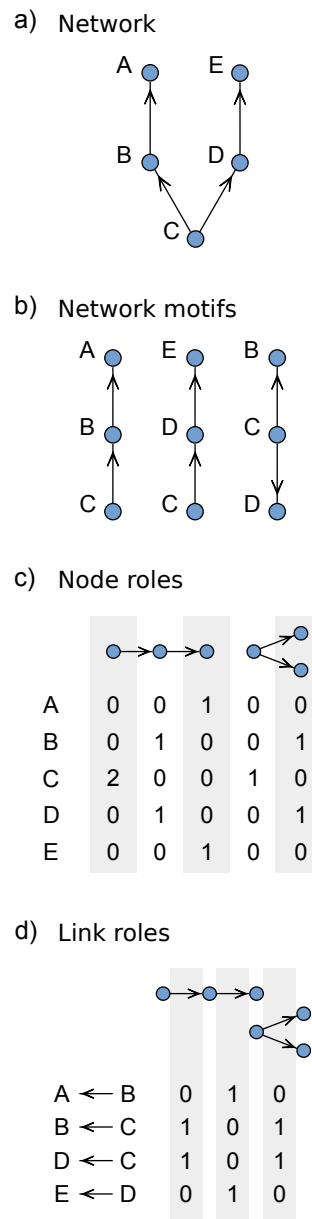 a) Network
A E
B D
C
b) Network motifs
A E B
B D C
C C D
c) Node roles
A 0 0 1 0 0
B 0 1 0 0 1
C 2 0 0 1 0
D 0 1 0 0 1
E 0 0 1 0 0
d) Link roles
A ← B 0 1 0
B ← C 1 0 1
D ← C 1 0 1
E ← D 0 1 0